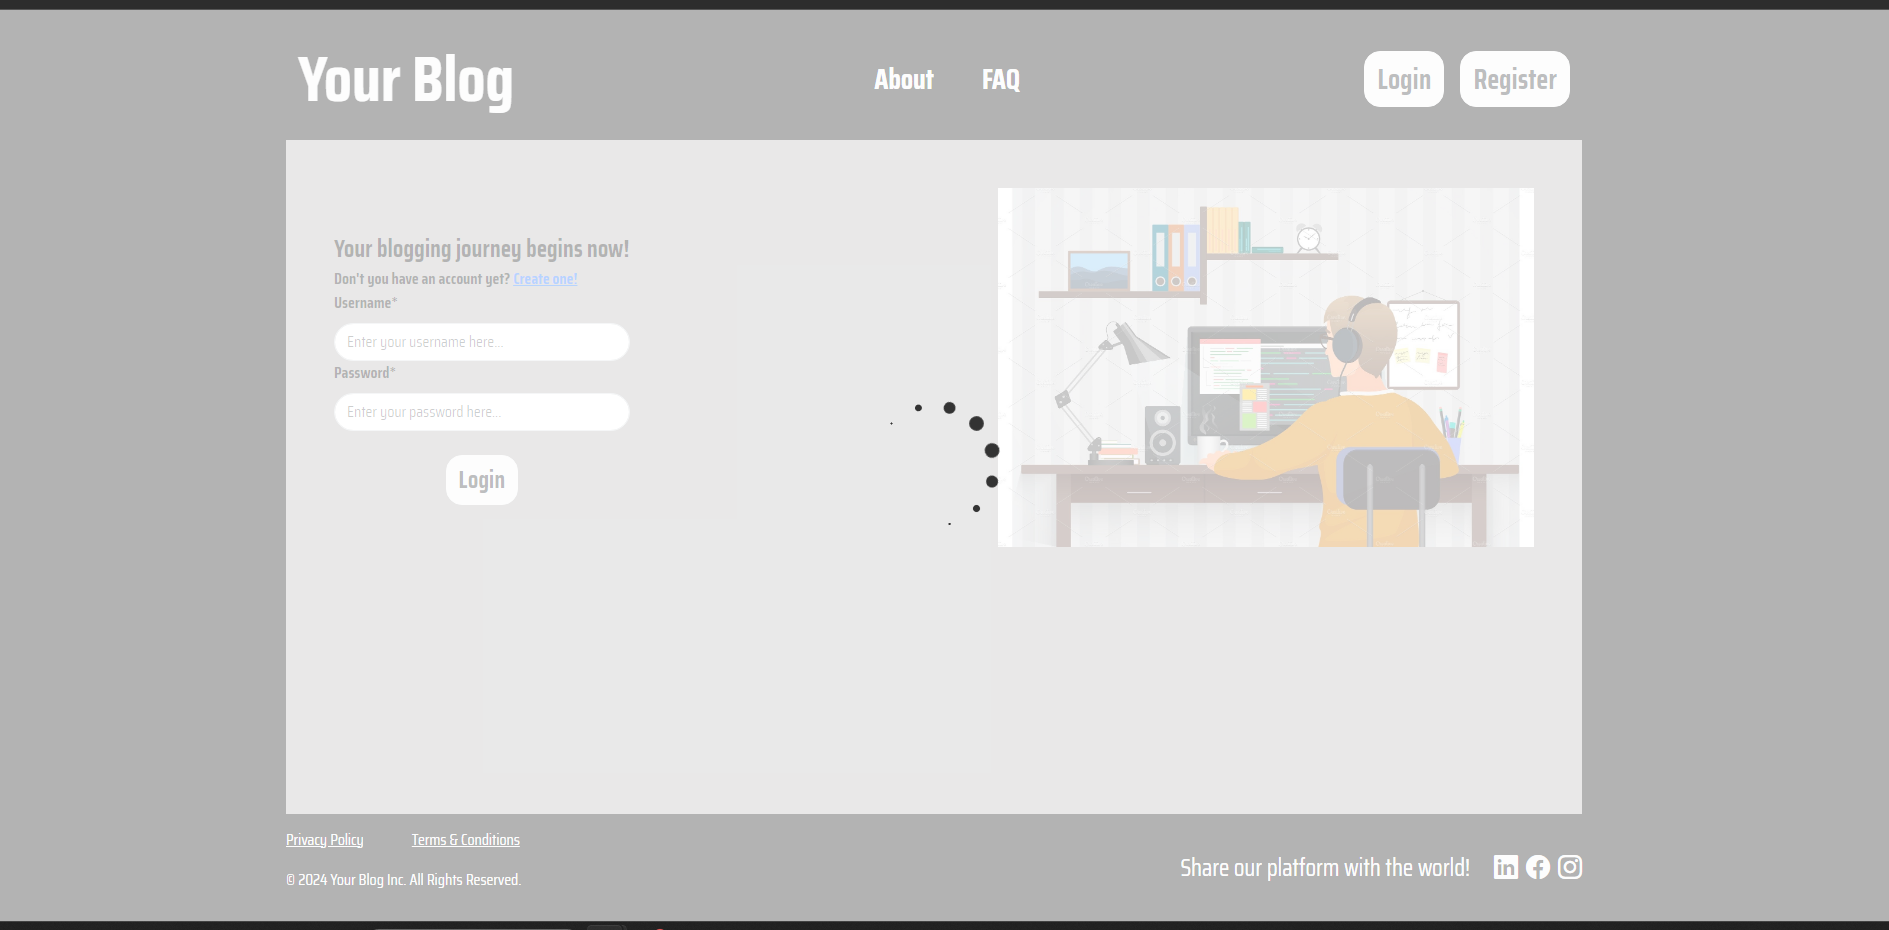 Your Blog
About
FAQ
Login
Register
Your blogging journey begins now!
Don't you have an account yet? Create one!
Username*
Enter your username here...
Password*
Enter your password here...
Login
Privacy Policy
Terms & Conditions
© 2024 Your Blog Inc. All Rights Reserved.
Share our platform with the world!
in